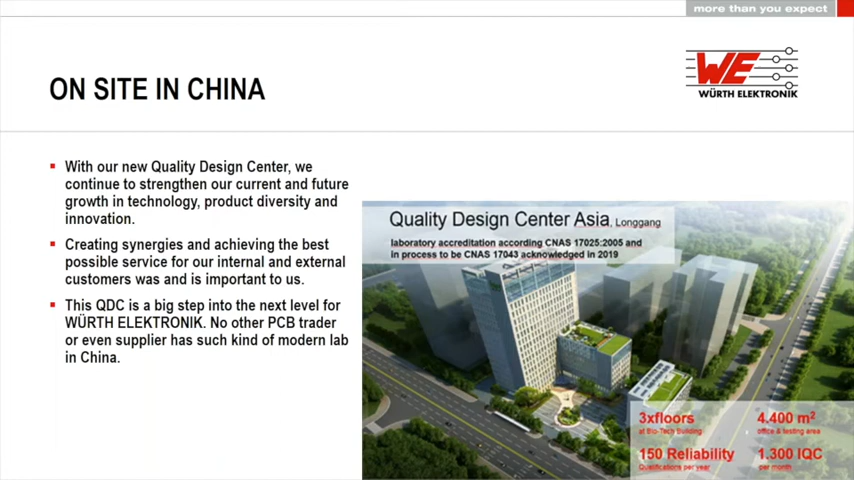 more than you expect
WE
WÜRTH ELEKTRONIK
ON SITE IN CHINA
With our new Quality Design Center, we
continue to strengthen our current and future
growth in technology, product diversity and
innovation.
Creating synergies and achieving the best
possible service for our internal and external
customers was and is important to us.
This QDC is a big step into the next level for
WÜRTH ELEKTRONIK. No other PCB trader
or even supplier has such kind of modern lab
in China.
Quality Design Center Asia, Longgang
laboratory accreditation according CNAS 17025:2005 and
in process to be CNAS 17043 acknowledged in 2019
3xfloors
at Bio-Tech Building
4.400 m²
office & testing area
150 Reliability
Qualifications per year
1.300 IQC
per month